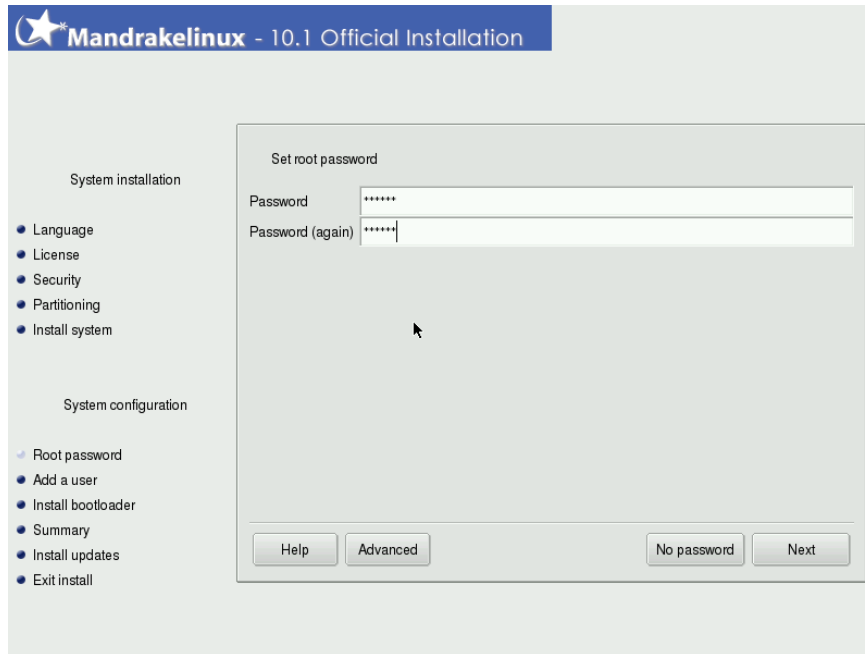 Mandrakelinux - 10.1 Official Installation
System installation
Language
License
Security
Partitioning
Install system
System configuration
Root password
Add a user
Install bootloader
Summary
Install updates
Exit install
Set root password
Password ******
Password (again) ******
Help Advanced No password Next